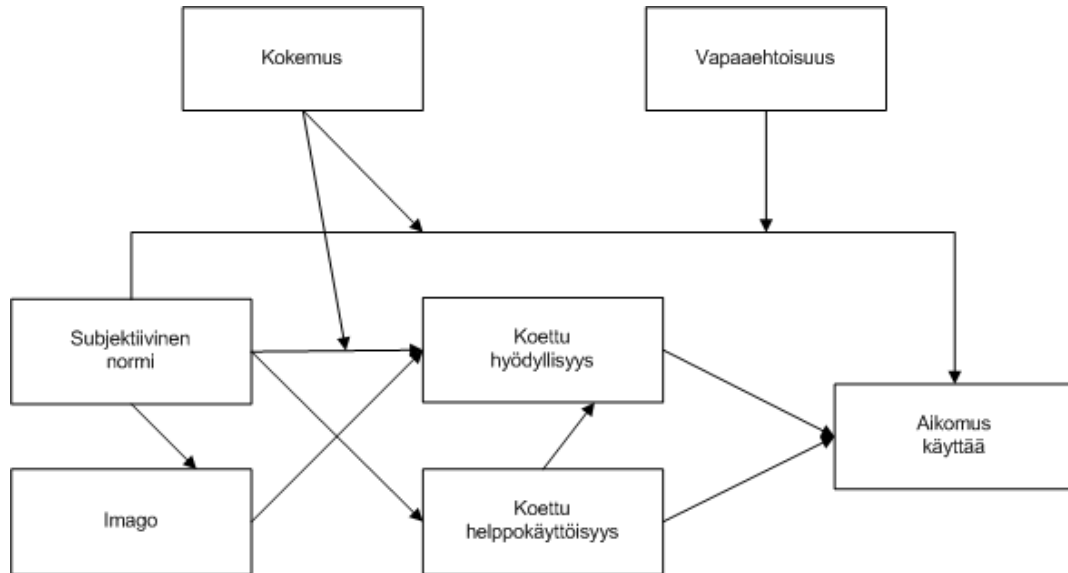 Kokemus
Vapaaehtoisuus
Subjektiivinen
normi
Koettu
hyödyllisyys
Aikomus
käyttää
Imago
Koettu
helppokäyttöisyys